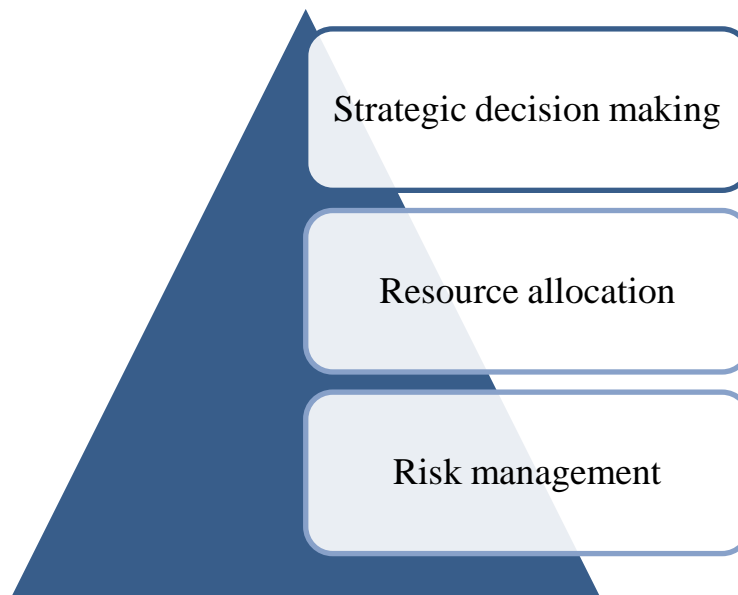 Strategic decision making
Resource allocation
Risk management